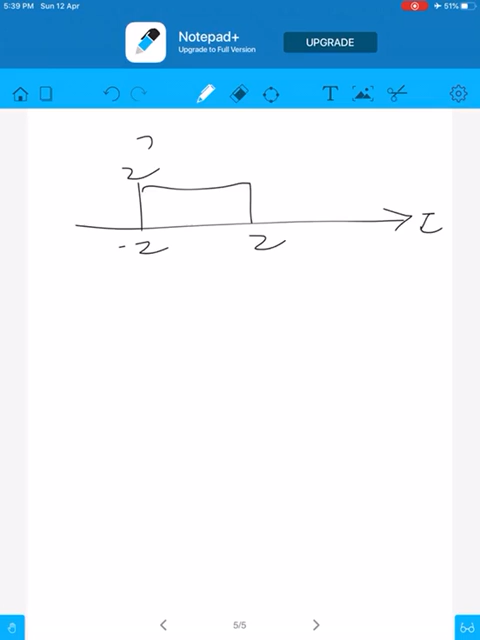 5:39 PM Sun 12 Apr 51%
Notepad+
Upgrade to Full Version
UPGRADE
T
2
-2 2
5/5